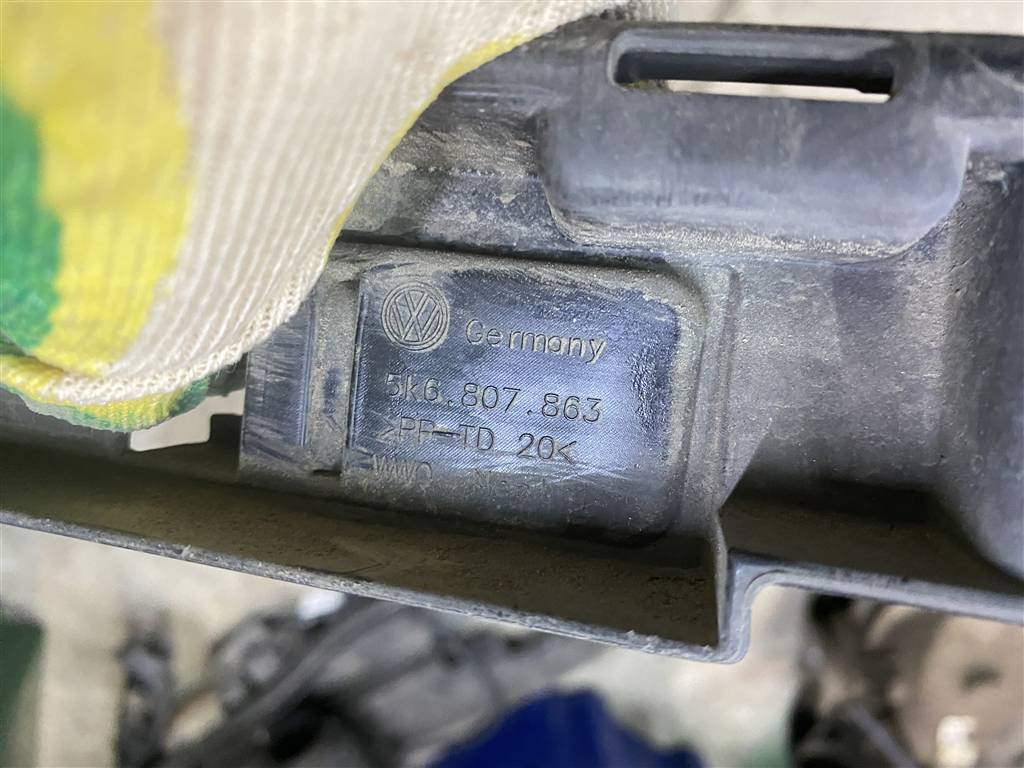 Germany
5K6.807.863
>PP-TD 20<